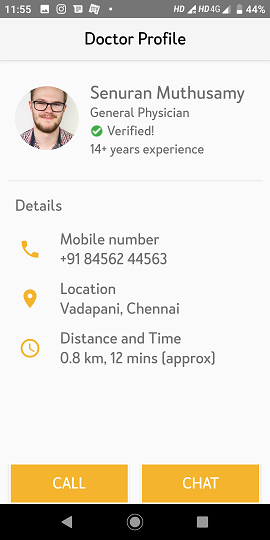 11:55 HD HD 4G 44%
Doctor Profile
Senuran Muthusamy
General Physician
Verified!
14+ years experience
Details
Mobile number
+91 84562 44563
Location
Vadapani, Chennai
Distance and Time
0.8 km, 12 mins (approx)
CALL CHAT